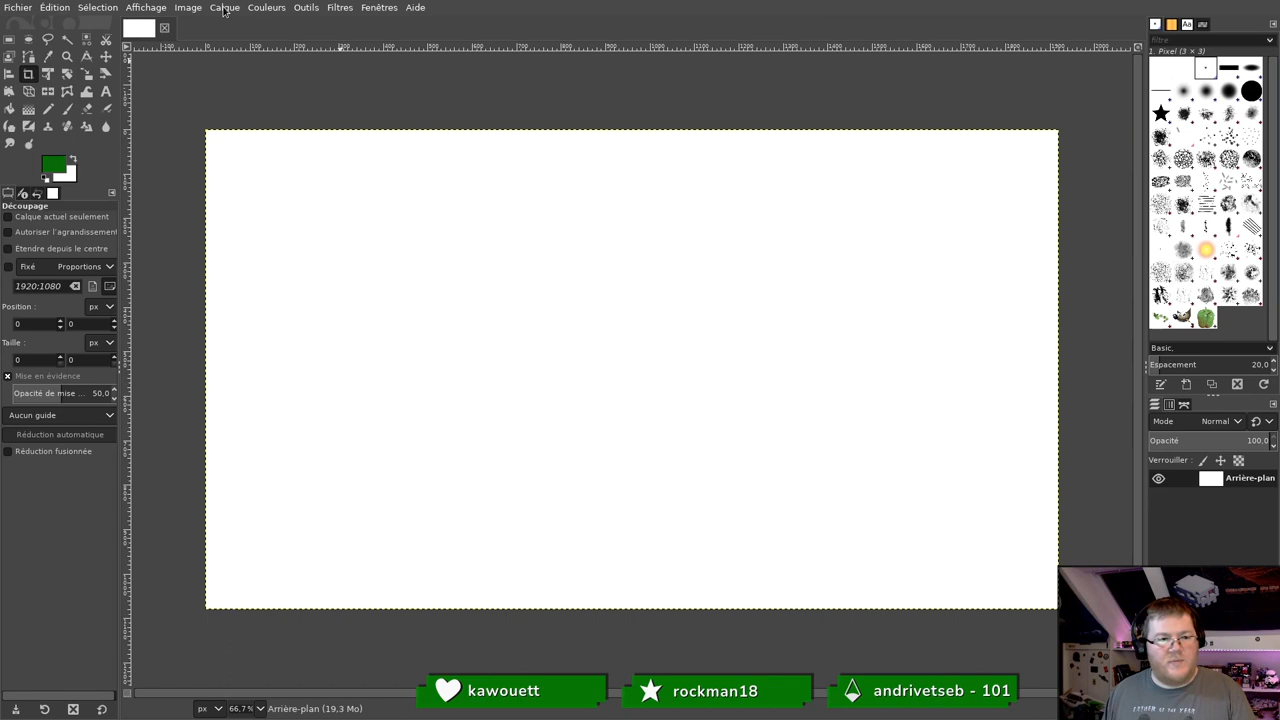 Fichier Édition Sélection Affichage Image Calque Couleurs Outils Filtres Fenêtres Aide
filtre
1. Pixel (3 × 3)
Découpage
Calque actuel seulement
Autoriser l'agrandissement
Étendre depuis le centre
Fixé Proportions
1920:1080
Position : px
0 0
Taille : px
0 0
Mise en évidence
Opacité de mise ... 50,0
Aucun guide
Réduction automatique
Réduction fusionnée
Basic,
Espacement 20,0
Mode Normal
Opacité 100,0
Verrouiller :
Arrière-plan
kawouett
rockman18
andrivetseb - 101
px 66,7 % Arrière-plan (19,3 Mo)